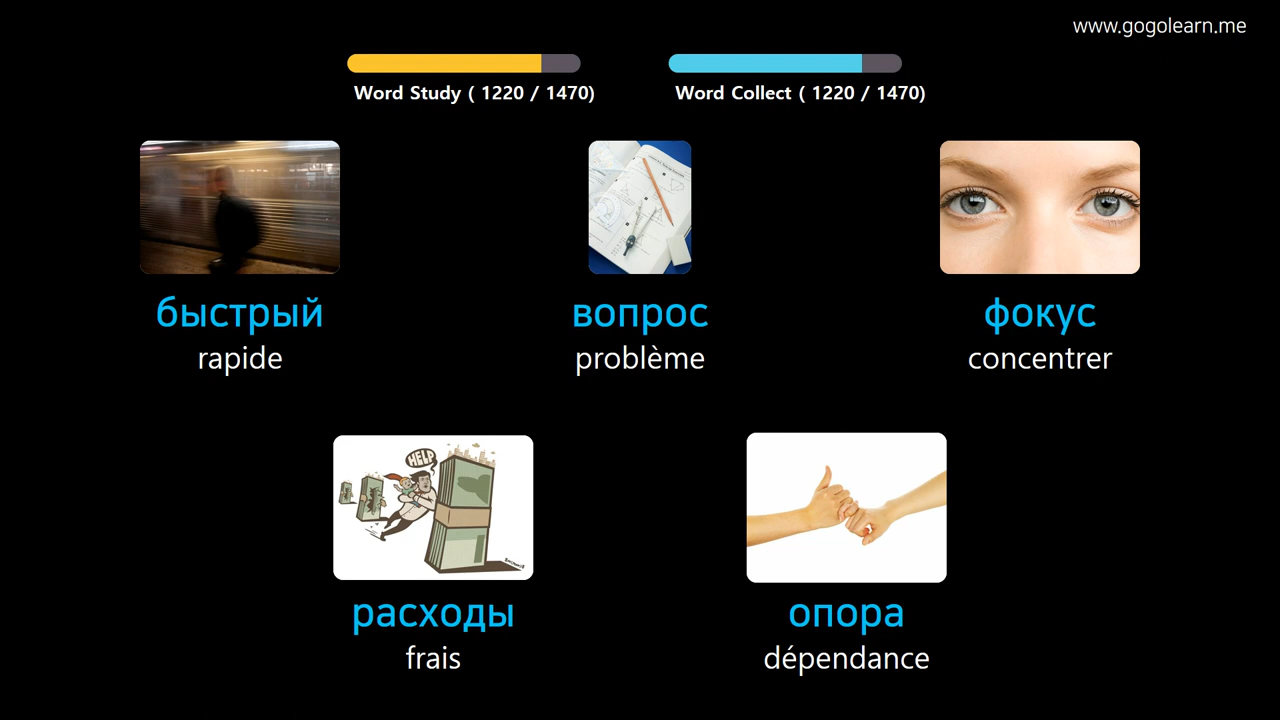 www.gogolearn.me
Word Study ( 1220 / 1470)
Word Collect ( 1220 / 1470)
быстрый
rapide
вопрос
problème
фокус
concentrer
HELP
расходы
frais
опора
dépendance